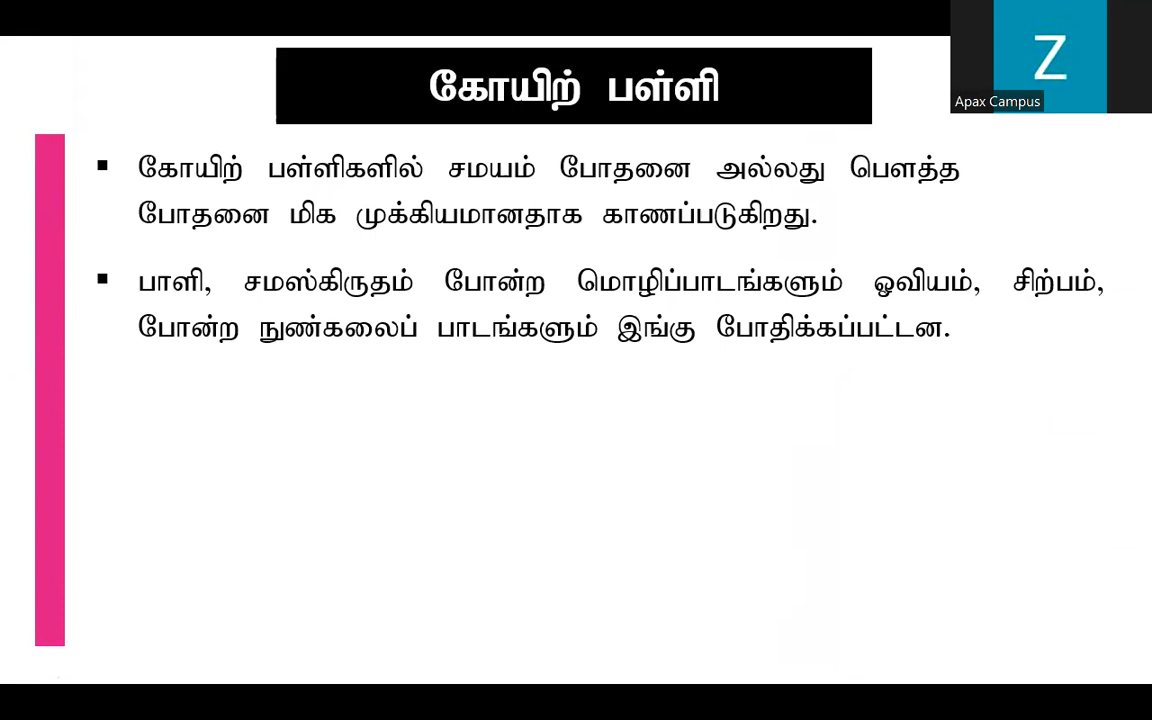 கோயிற் பள்ளி
Z
Apax Campus
▪ கோயிற் பள்ளிகளில் சமயம் போதனை அல்லது பௌத்த
போதனை மிக முக்கியமானதாக காணப்படுகிறது.
▪ பாளி, சமஸ்கிருதம் போன்ற மொழிப்பாடங்களும் ஓவியம், சிற்பம்,
போன்ற நுண்கலைப் பாடங்களும் இங்கு போதிக்கப்பட்டன.